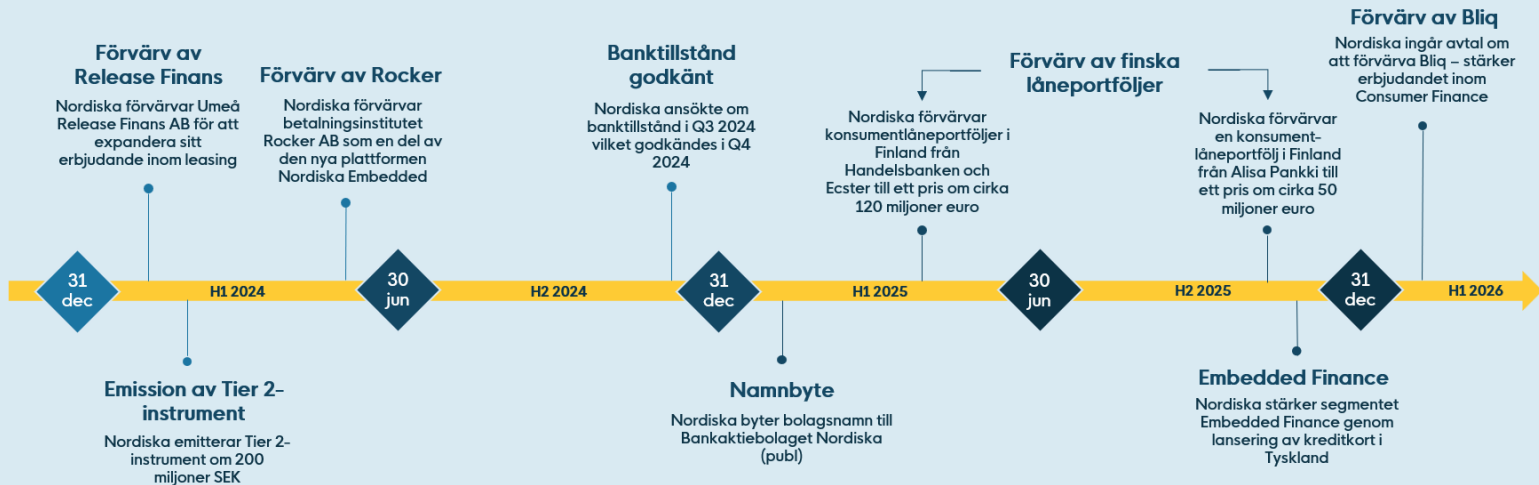 Förvärv av
Release Finans
Nordiska förvärvar Umeå
Release Finans AB för att
expandera sitt
erbjudande inom leasing
Förvärv av Rocker
Nordiska förvärvar
betalningsinstitutet
Rocker AB som en del av
den nya plattformen
Nordiska Embedded
Banktillstånd
godkänt
Nordiska ansökte om
banktillstånd i Q3 2024
vilket godkändes i Q4
2024
Förvärv av finska
låneportföljer
Nordiska förvärvar
konsumentlåneportföljer i
Finland från
Handelsbanken och
Ecster till ett pris om cirka
120 miljoner euro
Nordiska förvärvar
en konsument-
låneportfölj i Finland
från Alisa Pankki till
ett pris om cirka 50
miljoner euro
Förvärv av Bliq
Nordiska ingår avtal om
att förvärva Bliq – stärker
erbjudandet inom
Consumer Finance
31
dec
H1 2024
30
jun
H2 2024
31
dec
H1 2025
30
jun
H2 2025
31
dec
H1 2026
Emission av Tier 2-
instrument
Nordiska emitterar Tier 2-
instrument om 200
miljoner SEK
Namnbyte
Nordiska byter bolagsnamn till
Bankaktiebolaget Nordiska
(publ)
Embedded Finance
Nordiska stärker segmentet
Embedded Finance genom
lansering av kreditkort i
Tyskland